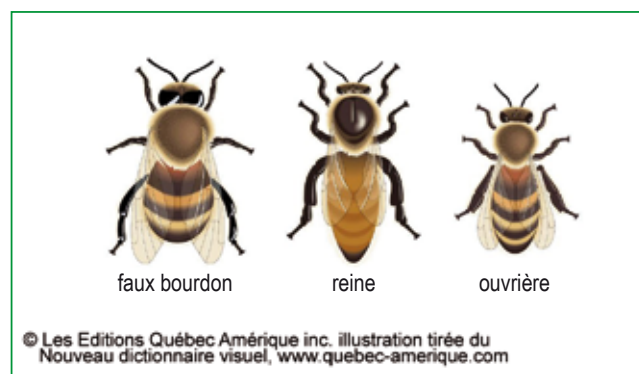 faux bourdon reine ouvrière
© Les Editions Québec Amérique inc. illustration tirée du
Nouveau dictionnaire visuel, www.quebec-amerique.com